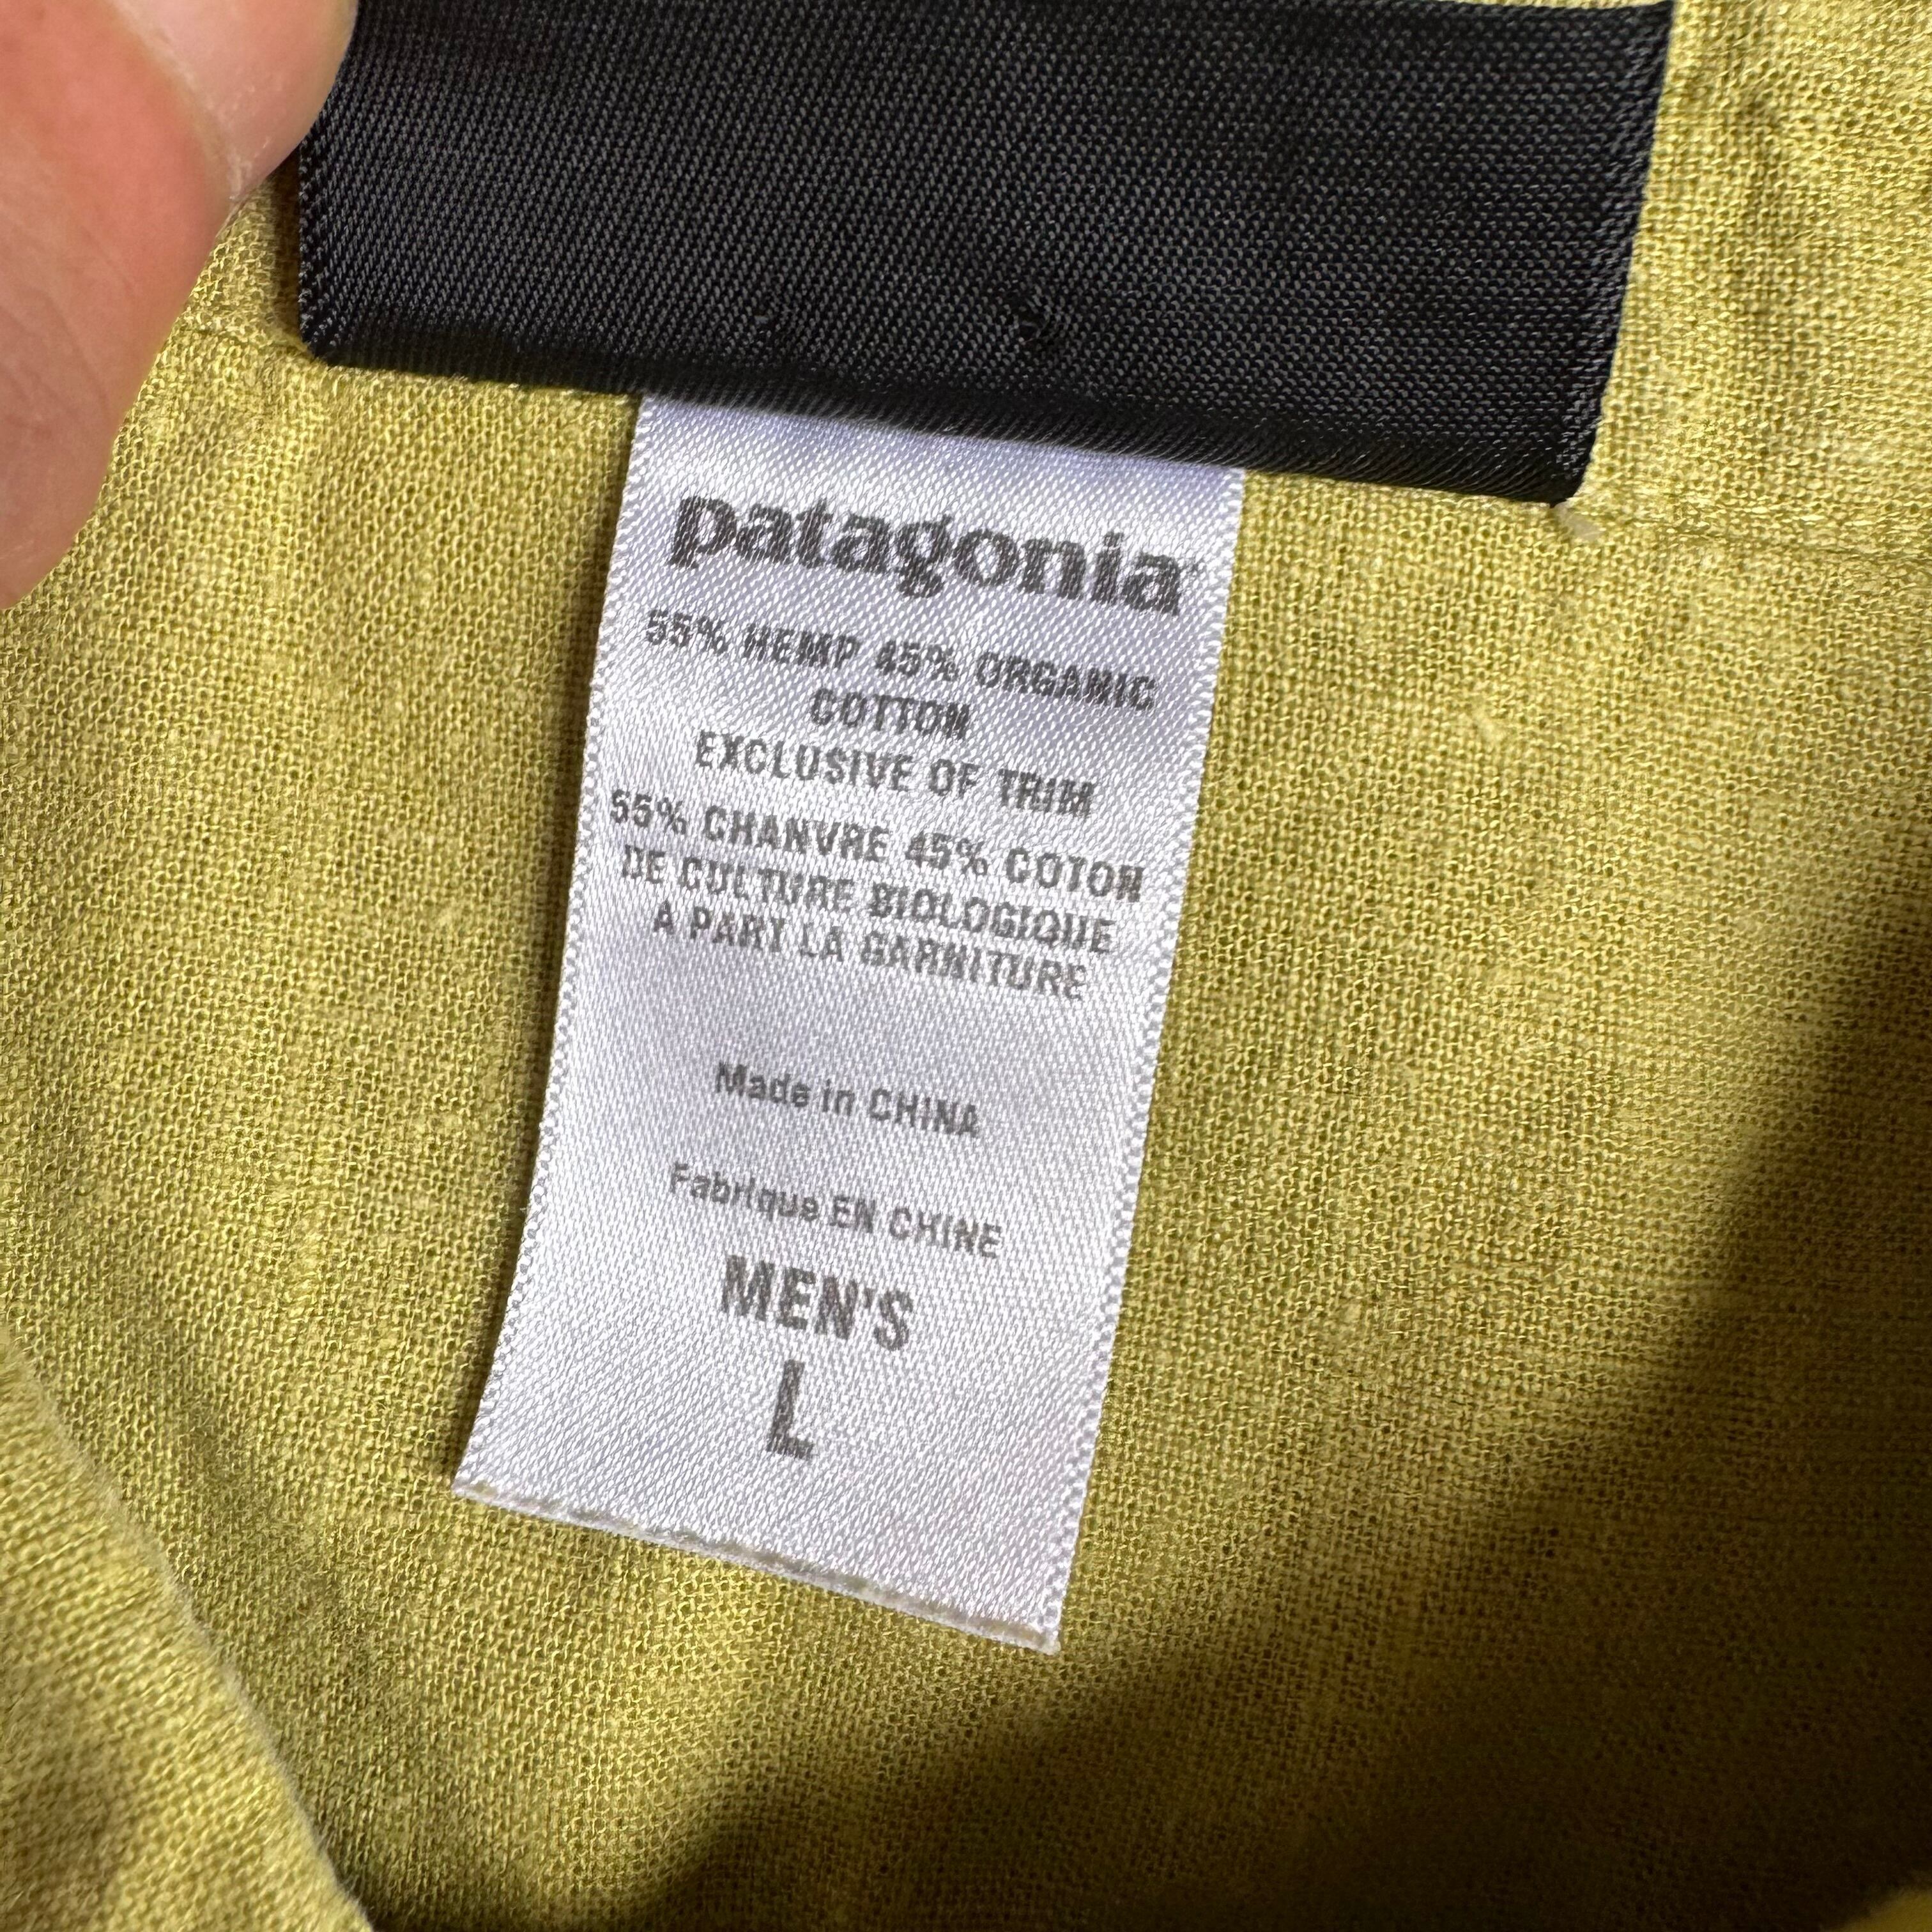 patagonia
55% HEMP 45% ORGANIC
COTTON
EXCLUSIVE OF TRIM
55% CHANVRE 45% COTON
DE CULTURE BIOLOGIQUE
A PART LA GARNITURE
Made in CHINA
Fabrique EN CHINE
MEN'S
L